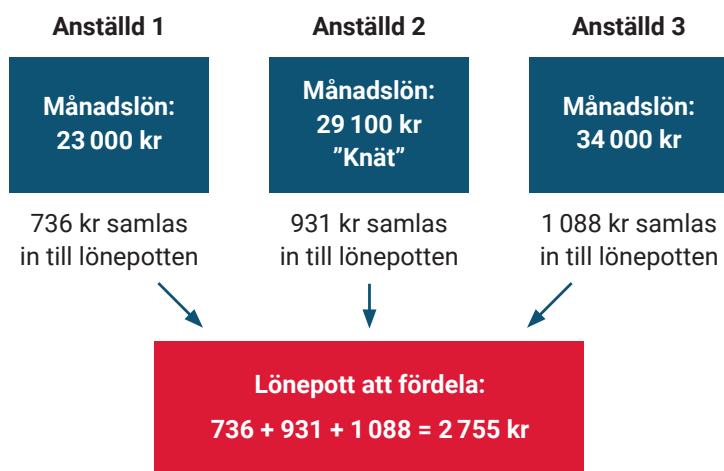 Anställd 1
Anställd 2
Anställd 3
Månadslön:
23 000 kr
Månadslön:
29 100 kr
”Knät”
Månadslön:
34 000 kr
736 kr samlas
in till lönepotten
931 kr samlas
in till lönepotten
1 088 kr samlas
in till lönepotten
Lönepott att fördela:
736 + 931 + 1 088 = 2 755 kr